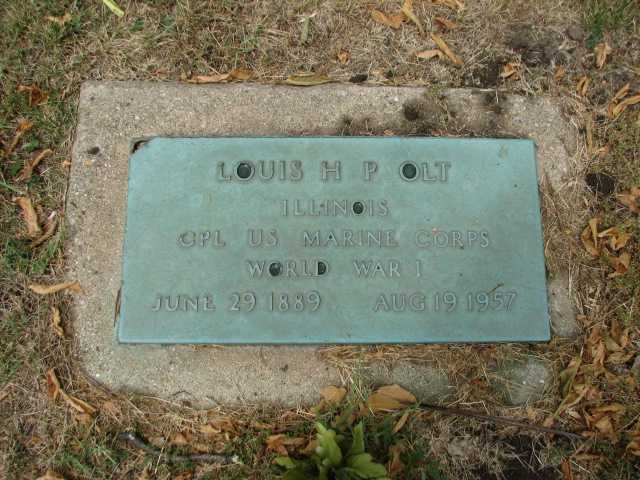 LOUIS H P OLT
ILLINOIS
CPL US MARINE CORPS
WORLD WAR I
JUNE 29 1889 AUG 19 1957